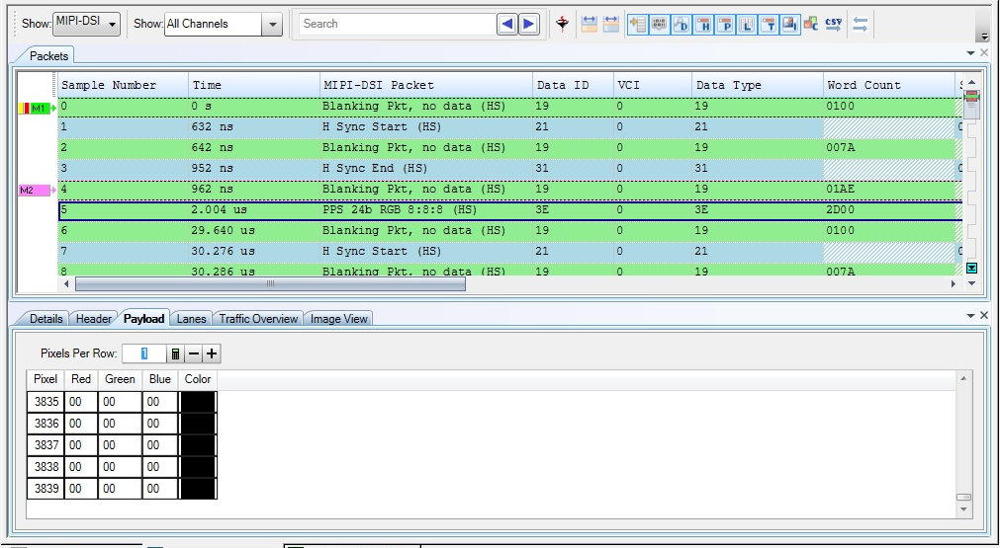 Show: MIPI-DSI Show: All Channels Search CSV
Packets
Sample Number Time MIPI-DSI Packet Data ID VCI Data Type Word Count
M1 0 0 s Blanking Pkt, no data (HS) 19 0 19 0100
1 632 ns H Sync Start (HS) 21 0 21
2 642 ns Blanking Pkt, no data (HS) 19 0 19 007A
3 952 ns H Sync End (HS) 31 0 31
M2 4 962 ns Blanking Pkt, no data (HS) 19 0 19 01AE
5 2.004 us PPS 24b RGB 8:8:8 (HS) 3E 0 3E 2D00
6 29.640 us Blanking Pkt, no data (HS) 19 0 19 0100
7 30.276 us H Sync Start (HS) 21 0 21
8 30.286 us Blanking Pkt, no data (HS) 19 0 19 007A
Details Header Payload Lanes Traffic Overview Image View
Pixels Per Row: 1
Pixel Red Green Blue Color
3835 00 00 00
3836 00 00 00
3837 00 00 00
3838 00 00 00
3839 00 00 00